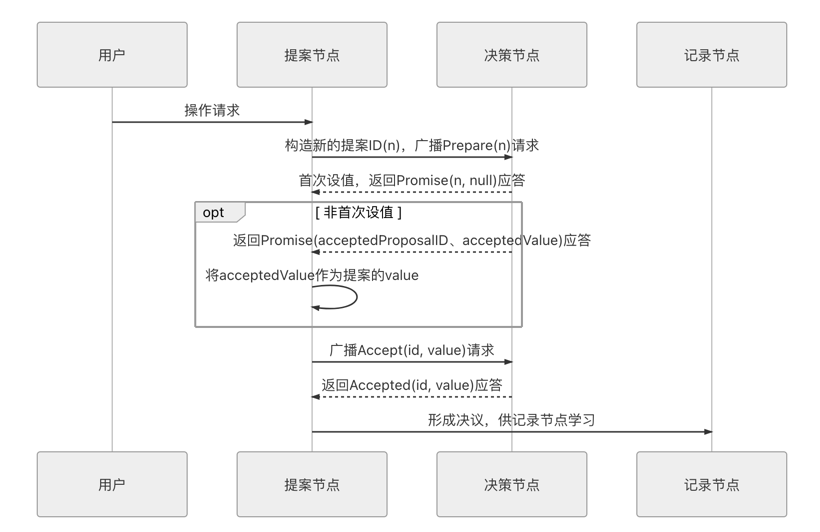 用户
提案节点
决策节点
记录节点
操作请求
构造新的提案ID(n)，广播Prepare(n)请求
首次设值，返回Promise(n, null)应答
opt
[ 非首次设值 ]
返回Promise(acceptedProposalID、acceptedValue)应答
将acceptedValue作为提案的value
广播Accept(id, value)请求
返回Accepted(id, value)应答
形成决议，供记录节点学习
用户
提案节点
决策节点
记录节点